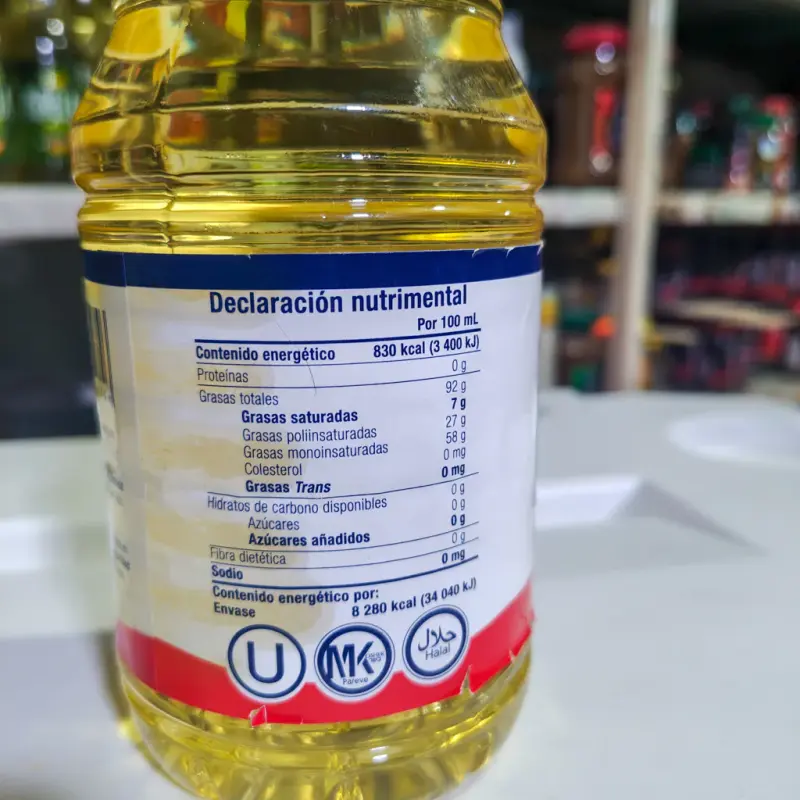 Declaración nutrimental
Por 100 mL
Contenido energético 830 kcal (3 400 kJ)
Proteínas 0 g
Grasas totales 92 g
Grasas saturadas 7 g
Grasas poliinsaturadas 27 g
Grasas monoinsaturadas 58 g
Colesterol 0 mg
Grasas Trans 0 mg
Hidratos de carbono disponibles 0 g
Azúcares 0 g
Azúcares añadidos 0 g
Fibra dietética 0 g
Sodio 0 mg
Contenido energético por:
Envase 8 280 kcal (34 040 kJ)
U
MK
Pareve
حلال
Halal